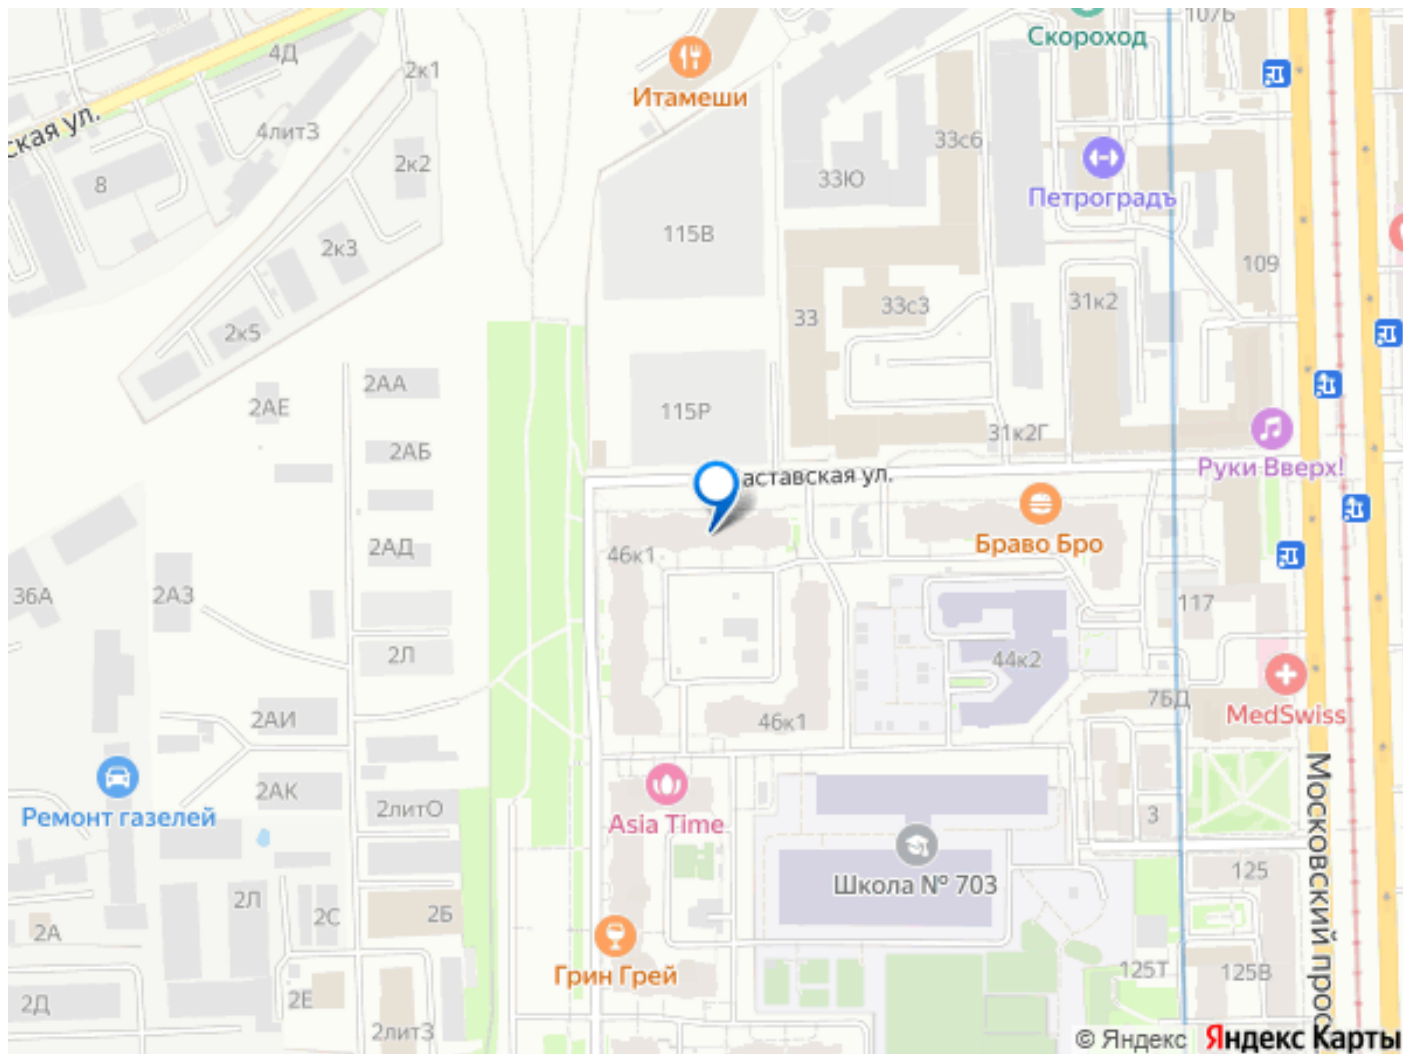 107Б
Скороход
4Д
2к1
Итамеши
ская ул.
4лит3
33с6
2к2
Петроградъ
8
33Ю
115В
2к3
109
33с3
31к2
33
2к5
2АА
2АЕ
115Р
31к2Г
2АБ
Руки Вверх!
аставская ул.
Браво Бро
2АД
46к1
36А
2АЗ
117
2Л
44к2
7БД
2АИ
46к1
MedSwiss
Московский прос
2АК
Ремонт газелей
2литО
Asia Time
3
Школа № 703
125
2Л
2С
2Б
2А
Грин Грей
125Т
125В
2Д
2Е
2лит3
© Яндекс
Яндекс Карты